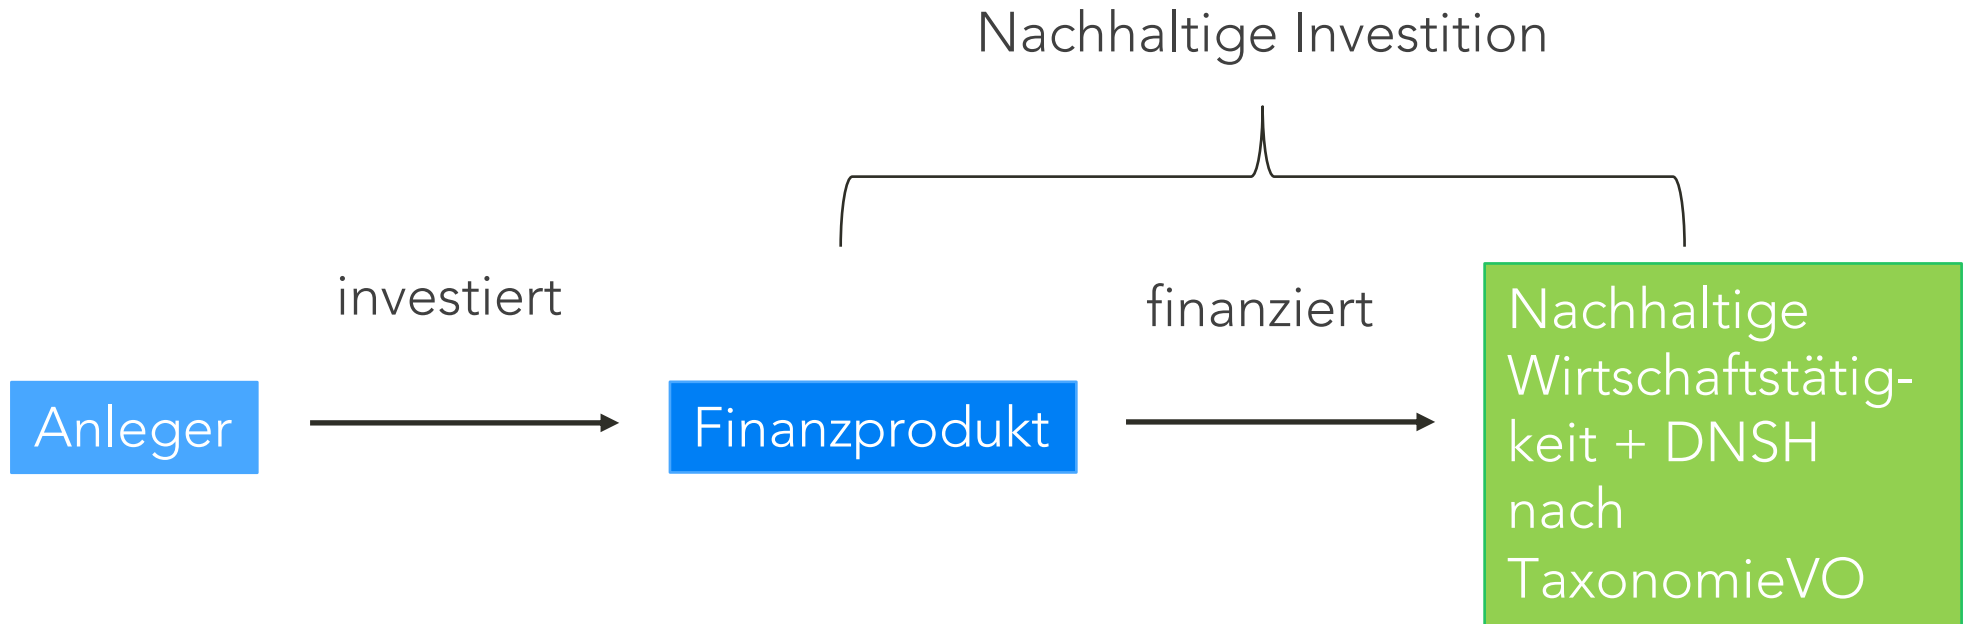 Nachhaltige Investition
investiert
finanziert
Anleger
Finanzprodukt
Nachhaltige
Wirtschaftstätig-
keit + DNSH
nach
TaxonomieVO